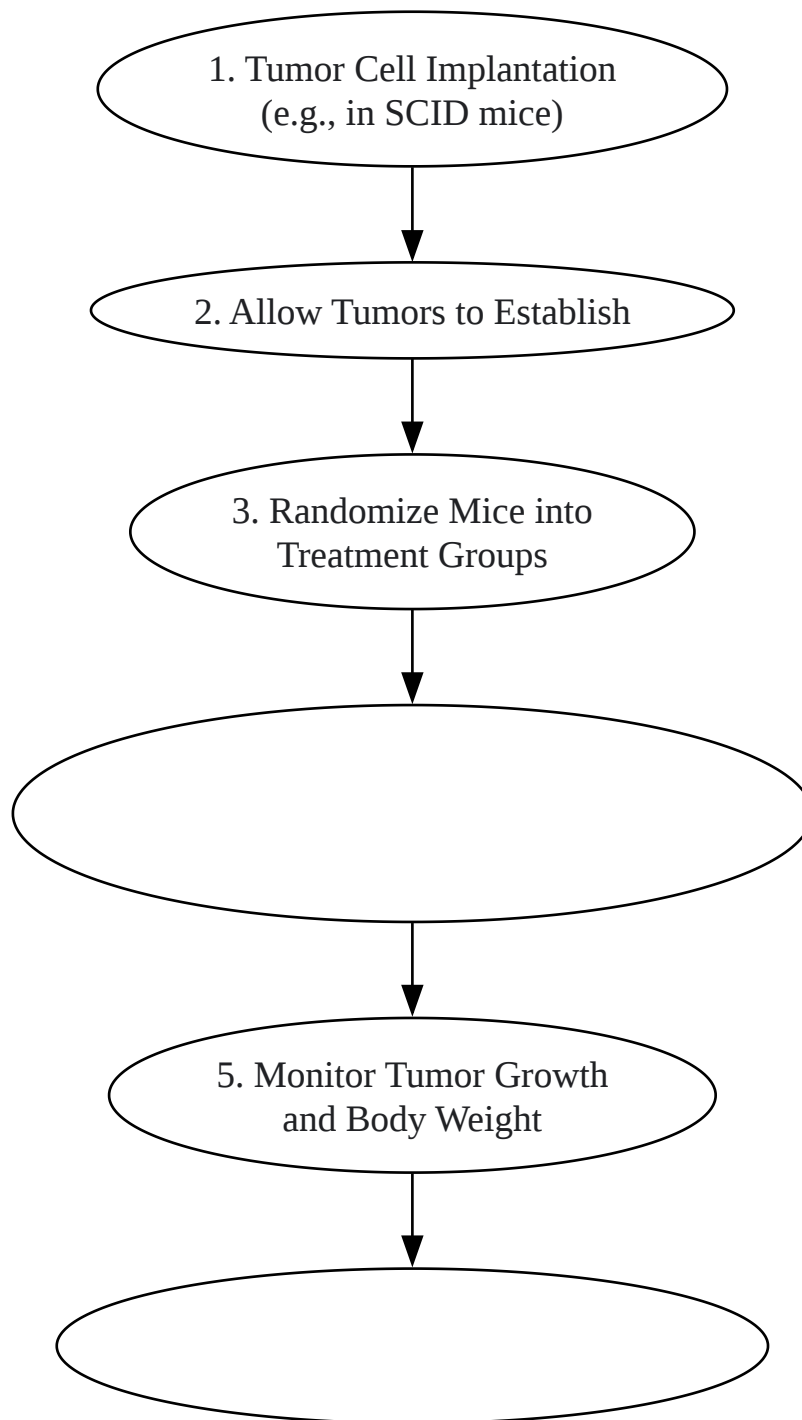 1. Tumor Cell Implantation
(e.g., in SCID mice)
2. Allow Tumors to Establish
3. Randomize Mice into
Treatment Groups
5. Monitor Tumor Growth
and Body Weight